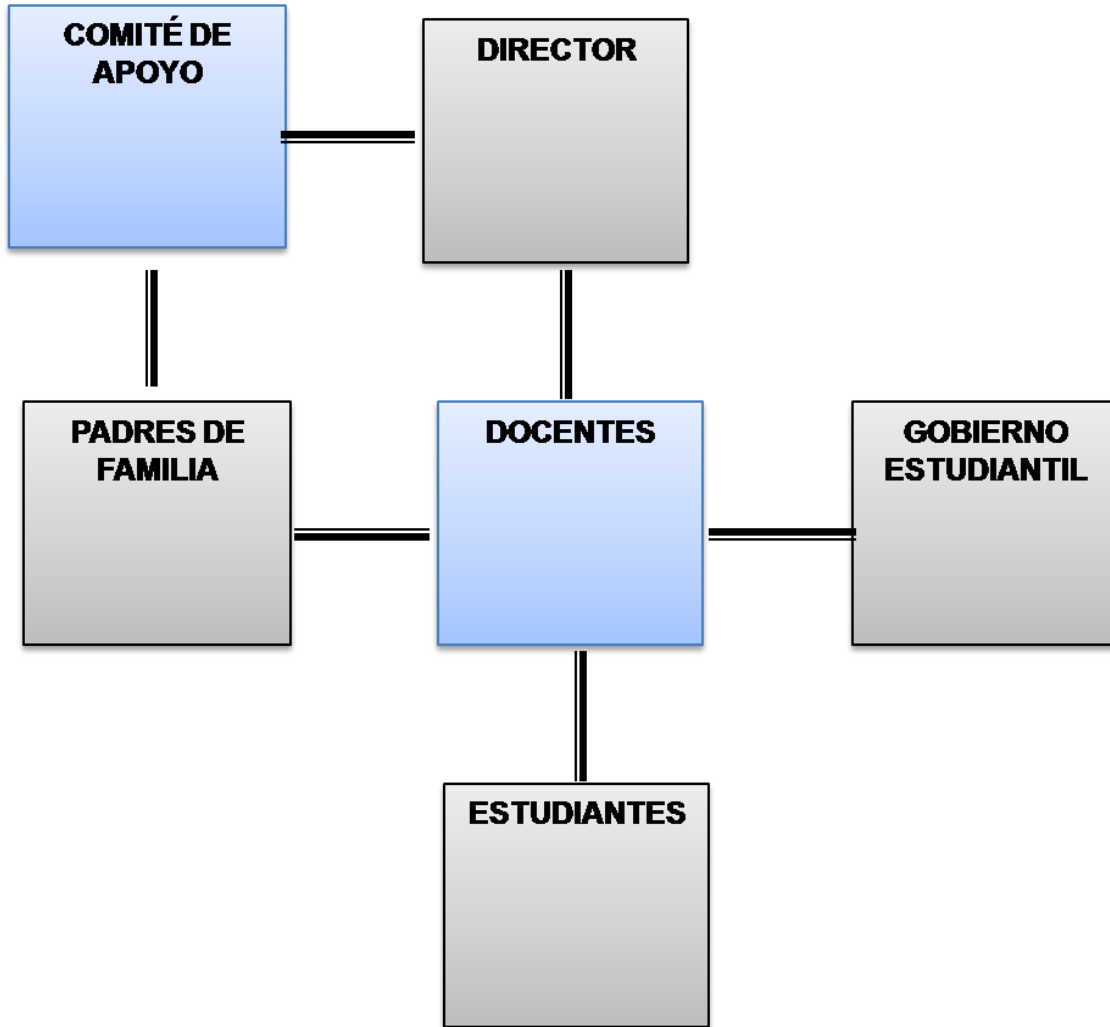 COMITÉ DE
APOYO
DIRECTOR
PADRES DE
FAMILIA
DOCENTES
GOBIERNO
ESTUDIANTIL
ESTUDIANTES